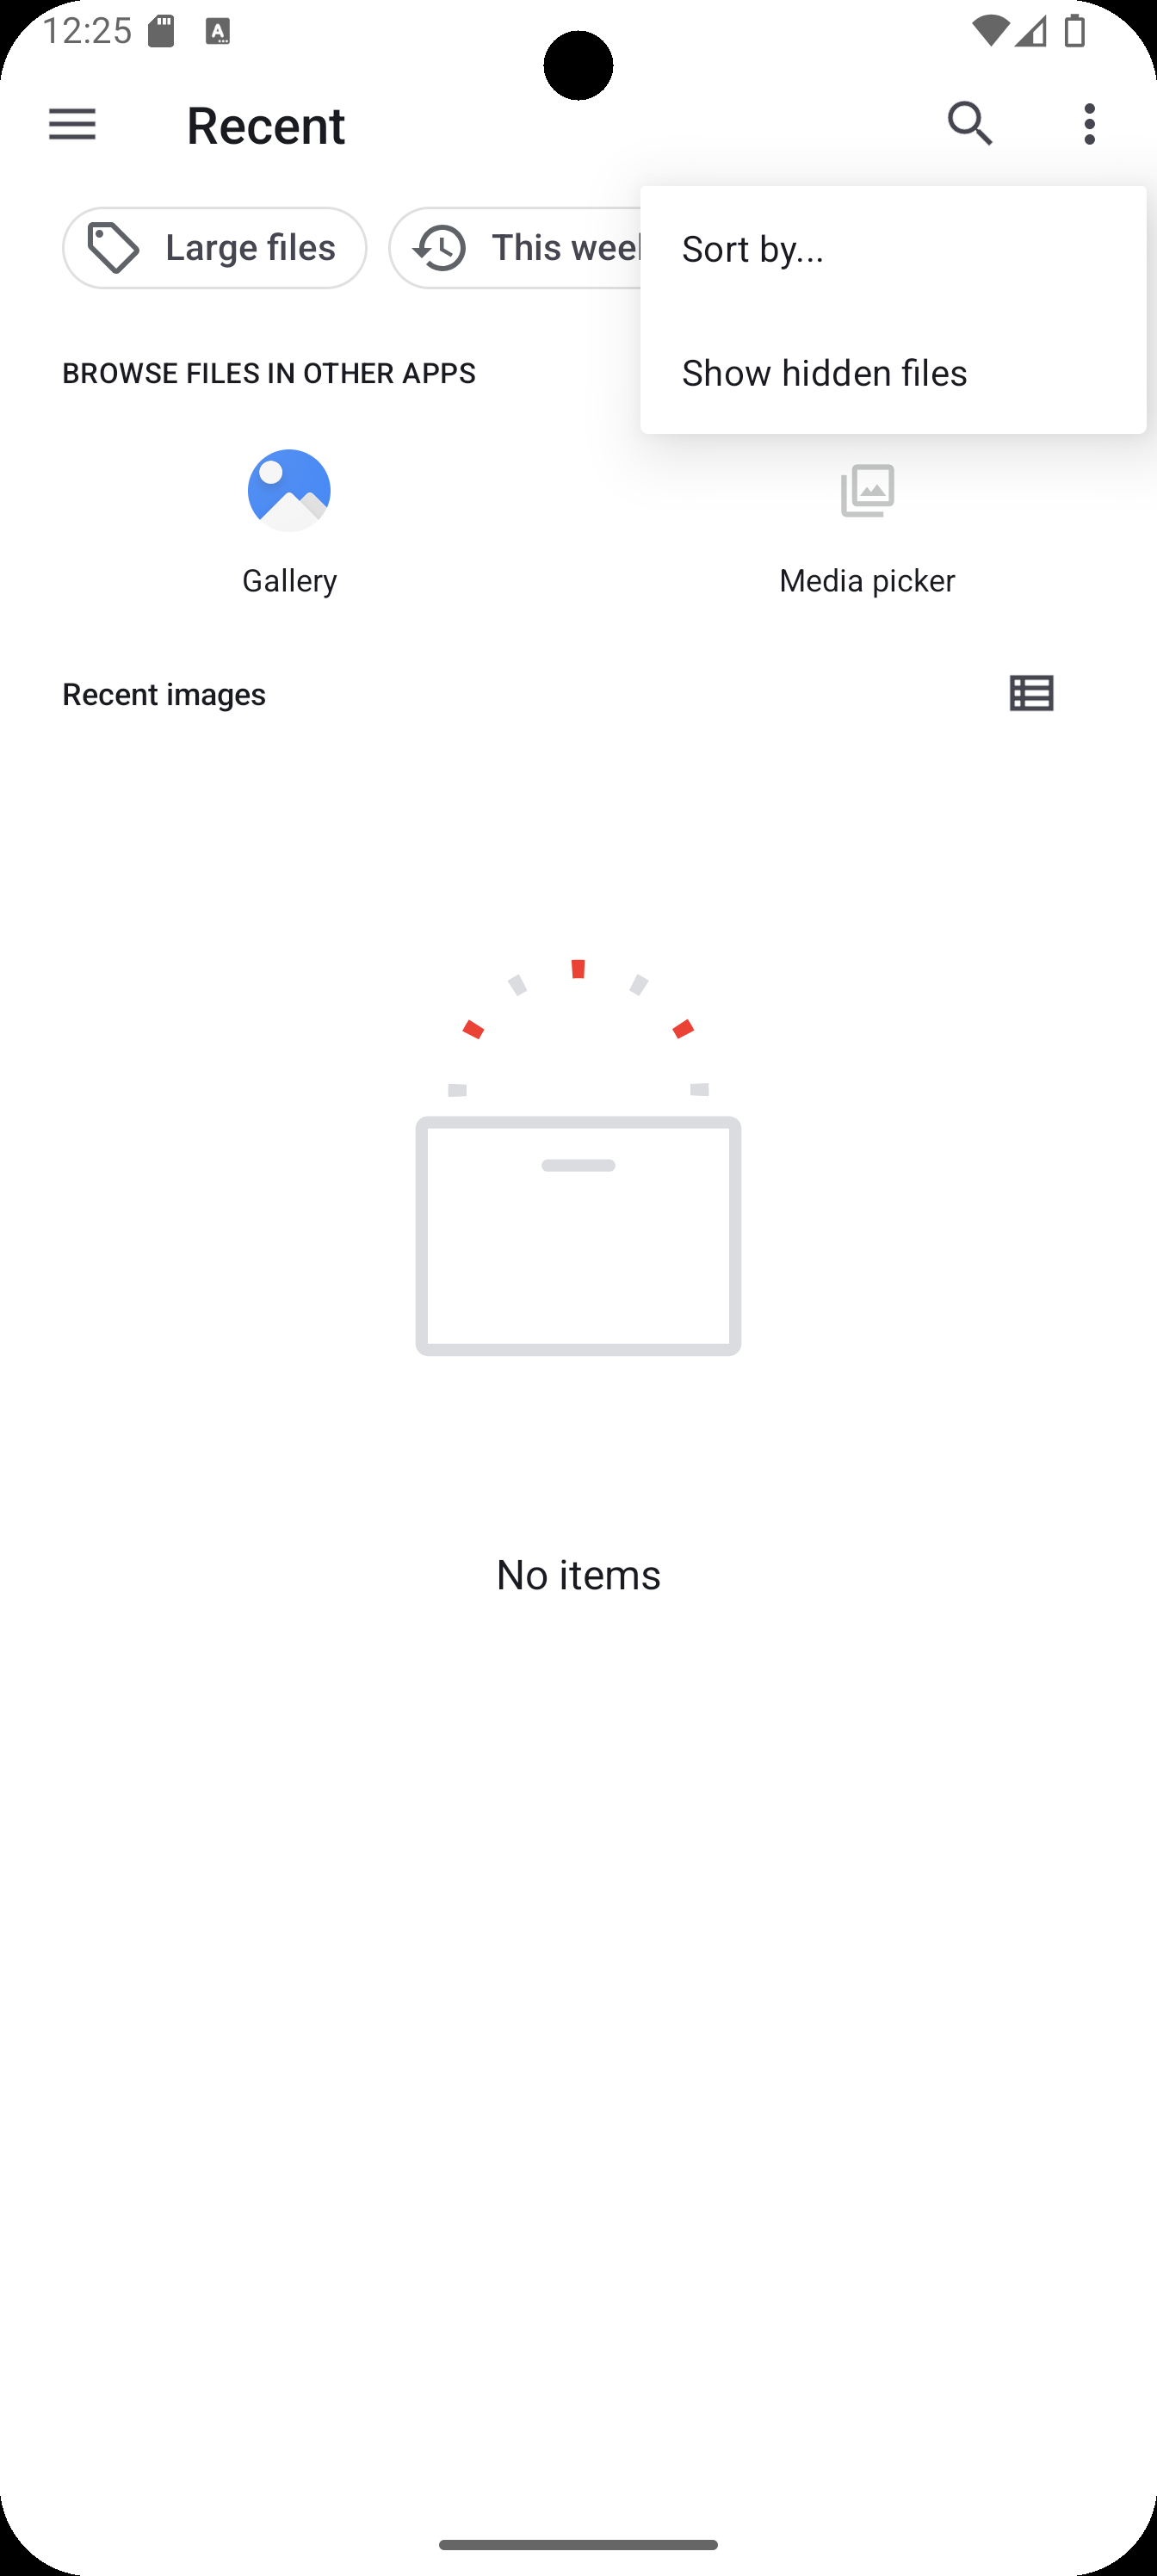 12:25
Recent
Large files
This week
Sort by...
Show hidden files
BROWSE FILES IN OTHER APPS
Gallery
Media picker
Recent images
No items